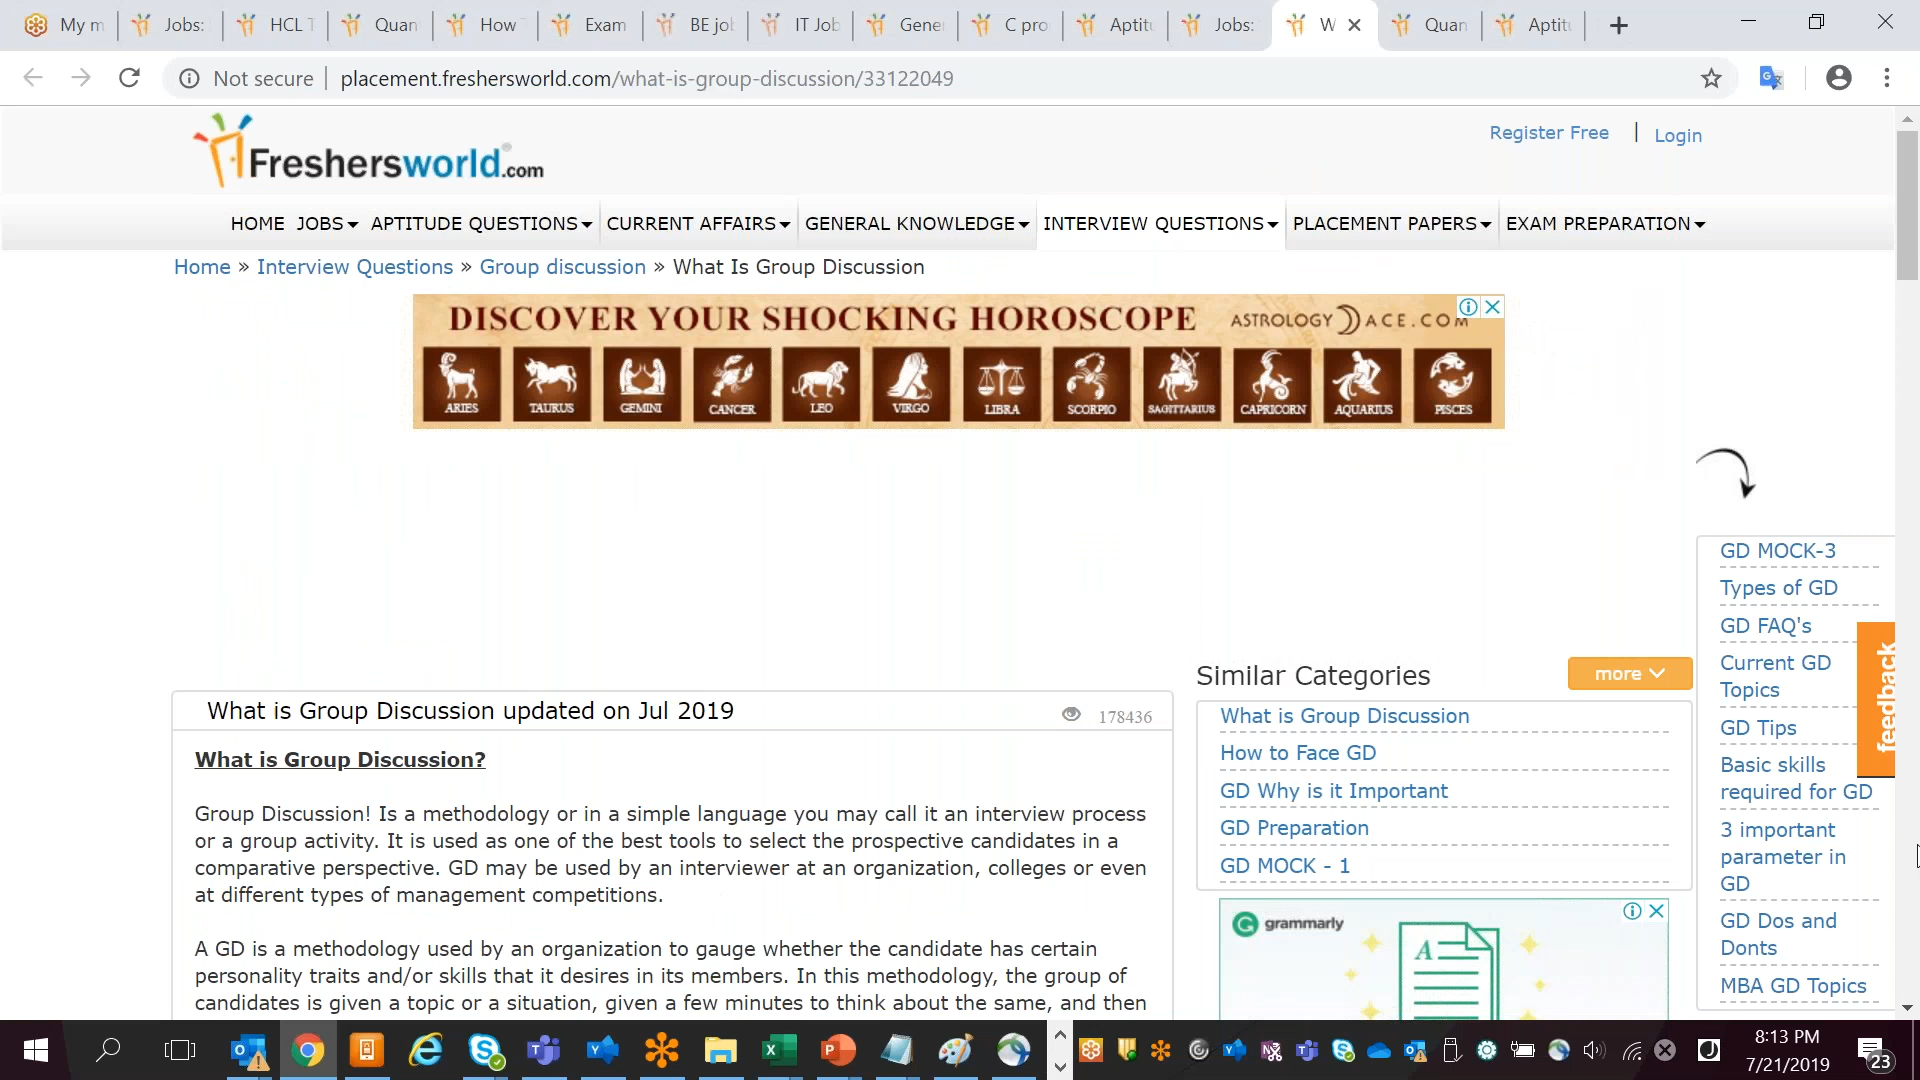 My m
Jobs:
HCL T
Quan
How
Exam
BE jo
IT Job
Gene
C pro
Aptitu
Jobs:
W
Quan
Aptitu
Not secure
placement.freshersworld.com/what-is-group-discussion/33122049
Freshersworld.com
Register Free | Login
HOME JOBS APTITUDE QUESTIONS CURRENT AFFAIRS GENERAL KNOWLEDGE INTERVIEW QUESTIONS PLACEMENT PAPERS EXAM PREPARATION
Home » Interview Questions » Group discussion » What Is Group Discussion
DISCOVER YOUR SHOCKING HOROSCOPE ASTROLOGYDACE.COM
ARIES TAURUS GEMINI CANCER LEO VIRGO LIBRA SCORPIO SAGITTARIUS CAPRICORN AQUARIUS PISCES
What is Group Discussion updated on Jul 2019 178436
What is Group Discussion?
Group Discussion! Is a methodology or in a simple language you may call it an interview process
or a group activity. It is used as one of the best tools to select the prospective candidates in a
comparative perspective. GD may be used by an interviewer at an organization, colleges or even
at different types of management competitions.
A GD is a methodology used by an organization to gauge whether the candidate has certain
personality traits and/or skills that it desires in its members. In this methodology, the group of
candidates is given a topic or a situation, given a few minutes to think about the same, and then
Similar Categories
more
What is Group Discussion
How to Face GD
GD Why is it Important
GD Preparation
GD MOCK - 1
grammarly
A
GD MOCK-3
Types of GD
GD FAQ's
Current GD
Topics
GD Tips
Basic skills
required for GD
3 important
parameter in
GD
GD Dos and
Donts
MBA GD Topics
feedback
8:13 PM
7/21/2019
23